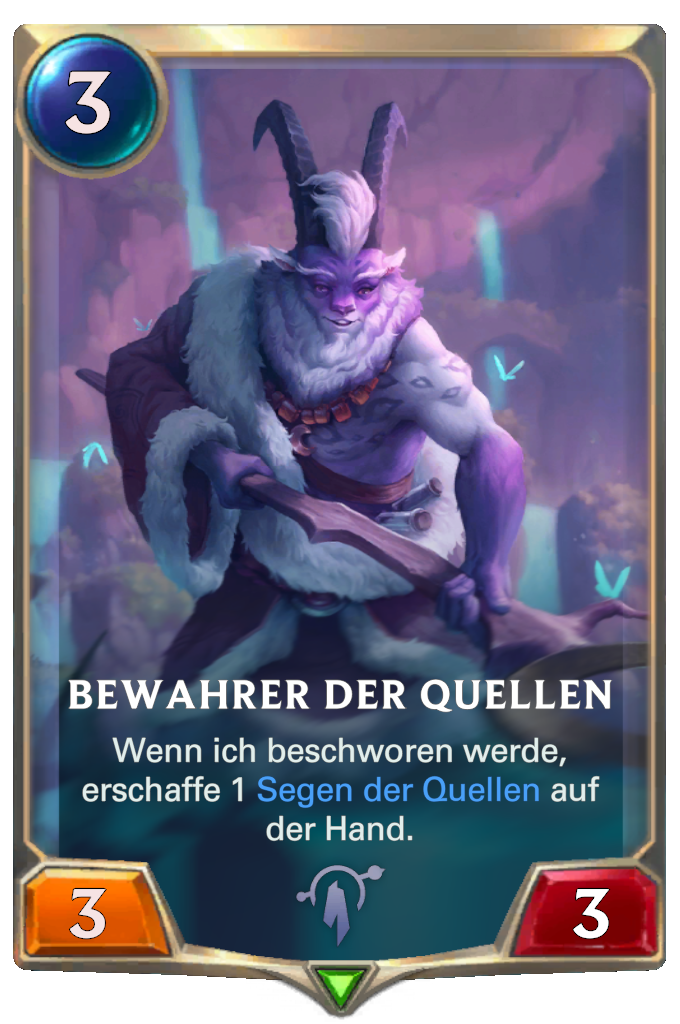 3
BEWAHRER DER QUELLEN
Wenn ich beschworen werde,
erschaffe 1 Segen der Quellen auf
der Hand.
3
3